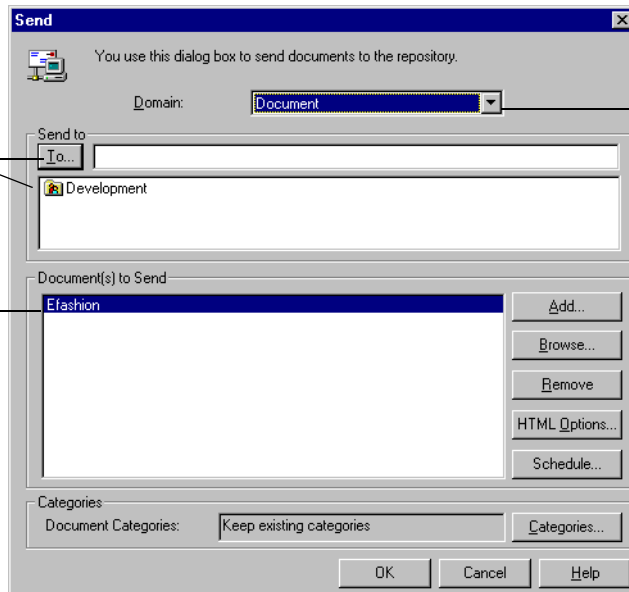 Send
You use this dialog box to send documents to the repository.
Domain: Document
Send to
To...
Development
Document(s) to Send
Efashion
Add...
Browse...
Remove
HTML Options...
Schedule...
Categories
Document Categories: Keep existing categories Categories...
OK Cancel Help